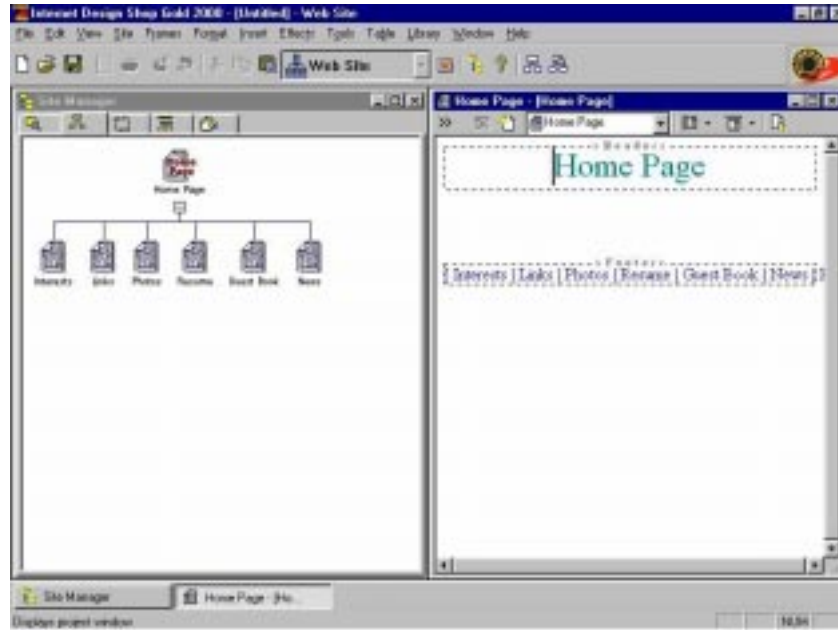 Internet Design Shop Gold 2000 - [Untitled] - Web Site
File Edit View Site Frames Format Insert Effects Tools Table Library Window Help
Web Site
Site Manager
Home Page - [Home Page]
Home Page
Home Page
Home Page
Interests Links Photos Resume Guest Book News
Header
Home Page
Footer
[ Interests ] Links ] Photos ] Resume ] Guest Book ] News ]
Site Manager
Home Page - [Ho...
Displays project window